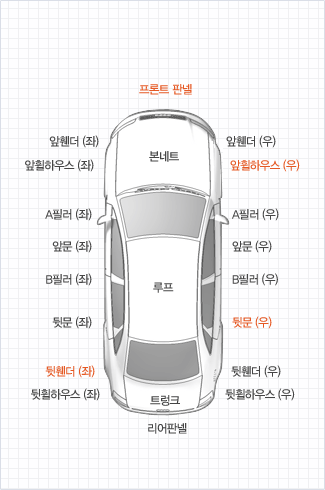 프론트 판넬
앞휀더 (좌)
앞휀더 (우)
본네트
앞휠하우스 (좌)
앞휠하우스 (우)
A필러 (좌)
A필러 (우)
앞문 (좌)
앞문 (우)
B필러 (좌)
B필러 (우)
루프
뒷문 (좌)
뒷문 (우)
뒷휀더 (좌)
뒷휀더 (우)
뒷휠하우스 (좌)
트렁크
뒷휠하우스 (우)
리어판넬